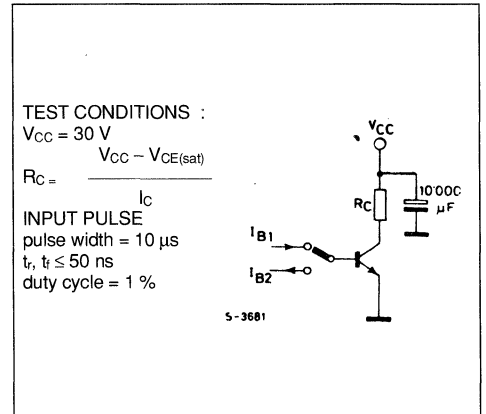 TEST CONDITIONS :
VCC = 30 V
RC = VCC – VCE(sat)
IC
INPUT PULSE
pulse width = 10 µs
tr, tf ≤ 50 ns
duty cycle = 1 %
VCC
RC
10'000
µF
IB1
IB2
S-3681